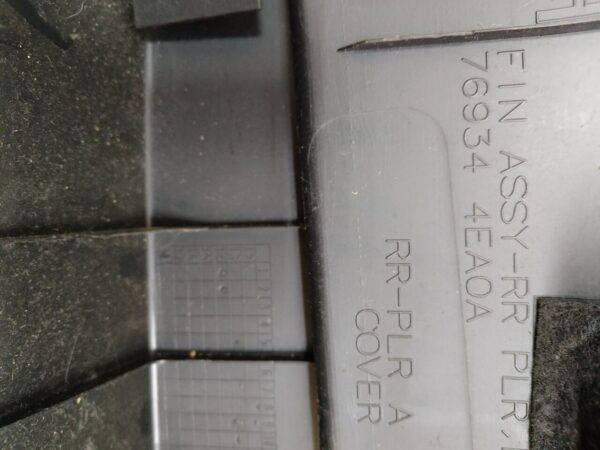 FIN ASSY-RR PLR,
76934 4EA0A
RR-PLR A
COVER